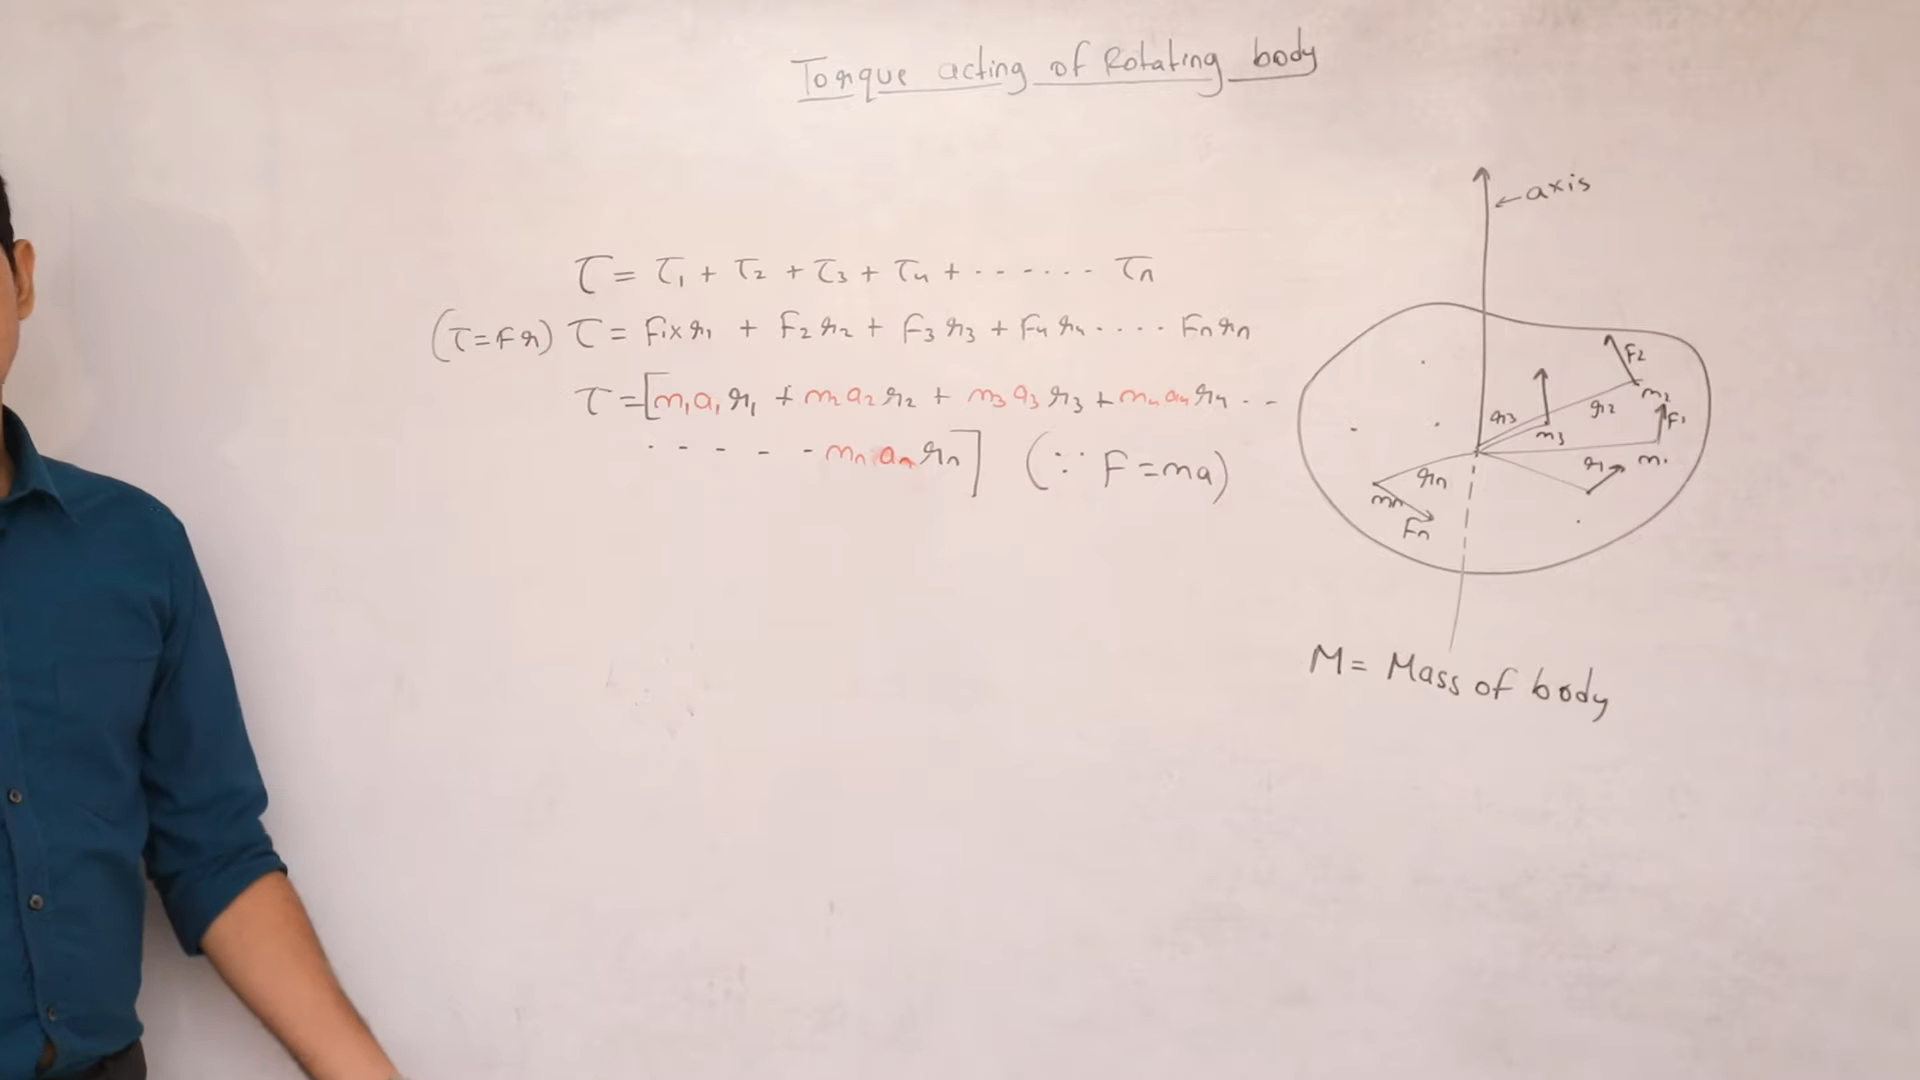 Torque acting of Rotating body
τ = τ₁ + τ₂ + τ₃ + τ₄ + ...... τₙ
(τ=Fr) τ = F₁×r₁ + F₂r₂ + F₃r₃ + F₄r₄ .... Fₙrₙ
τ = [m₁a₁r₁ + m₂a₂r₂ + m₃a₃r₃ + m₄a₄r₄ - -
- - - - - mₙaₙrₙ] (∵ F = ma)
←axis
F₂
m₂
r₃
r₂
F₁
m₃
m₁
r₁
rₙ
mₙ
Fₙ
M = Mass of body